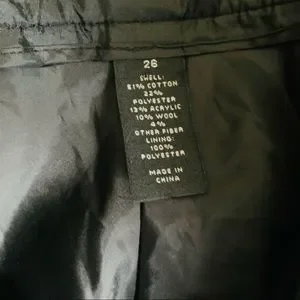 26
SHELL:
51% COTTON
22%
POLYESTER
13% ACRYLIC
10% WOOL
4%
OTHER FIBER
LINING:
100%
POLYESTER
MADE IN
CHINA